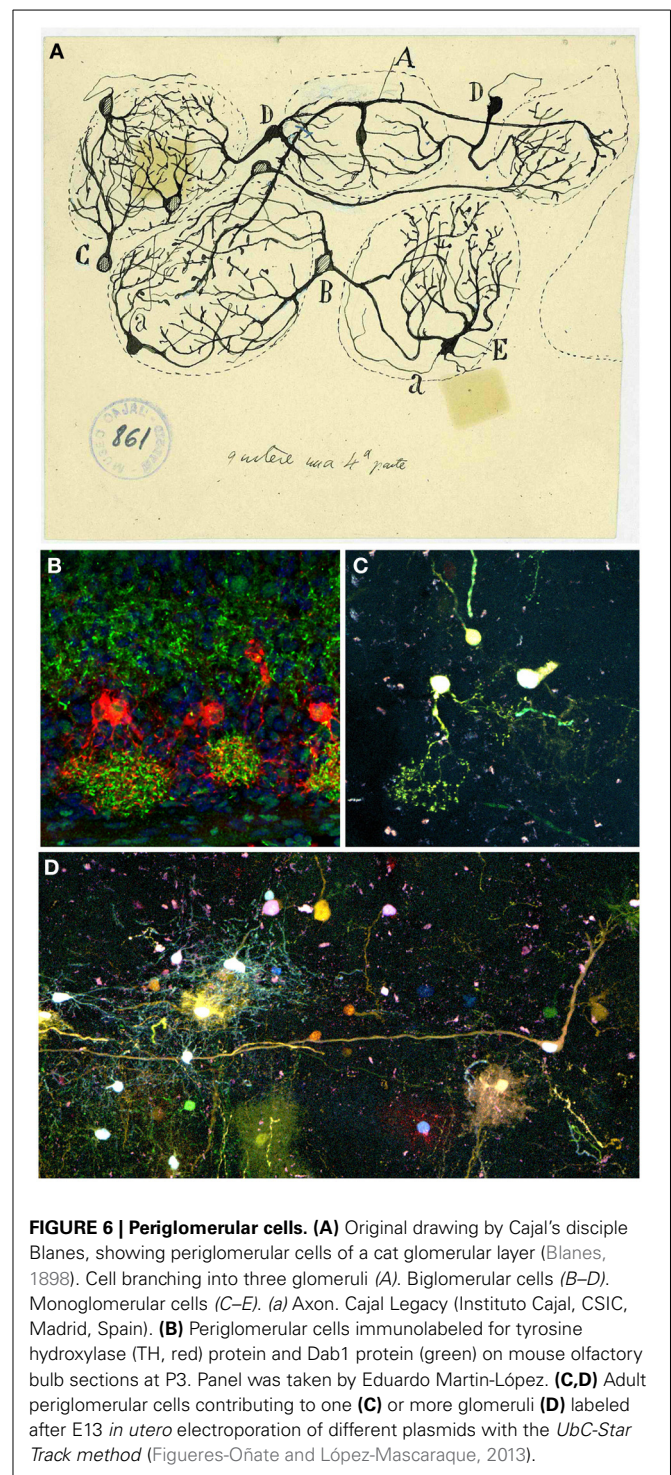 A
A
D
D
C
B
a
E
a
MUSEO CAJAL
861
4ª parte
B
C
D
FIGURE 6 | Periglomerular cells. (A) Original drawing by Cajal's disciple
Blanes, showing periglomerular cells of a cat glomerular layer (Blanes,
1898). Cell branching into three glomeruli (A). Biglomerular cells (B–D).
Monoglomerular cells (C–E). (a) Axon. Cajal Legacy (Instituto Cajal, CSIC,
Madrid, Spain). (B) Periglomerular cells immunolabeled for tyrosine
hydroxylase (TH, red) protein and Dab1 protein (green) on mouse olfactory
bulb sections at P3. Panel was taken by Eduardo Martin-López. (C,D) Adult
periglomerular cells contributing to one (C) or more glomeruli (D) labeled
after E13 in utero electroporation of different plasmids with the UbC-Star
Track method (Figueres-Oñate and López-Mascaraque, 2013).